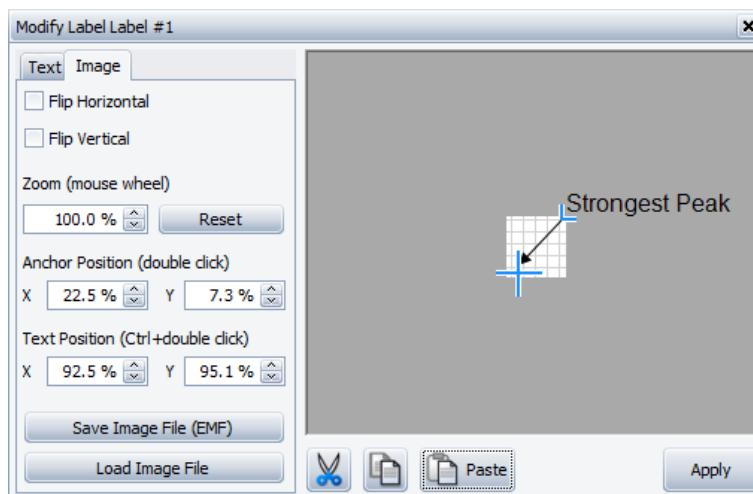 Modify Label Label #1
Text
Image
Flip Horizontal
Flip Vertical
Zoom (mouse wheel)
100.0 %
Reset
Anchor Position (double click)
X 22.5 % Y 7.3 %
Text Position (Ctrl+double click)
X 92.5 % Y 95.1 %
Save Image File (EMF)
Load Image File
Strongest Peak
Paste
Apply